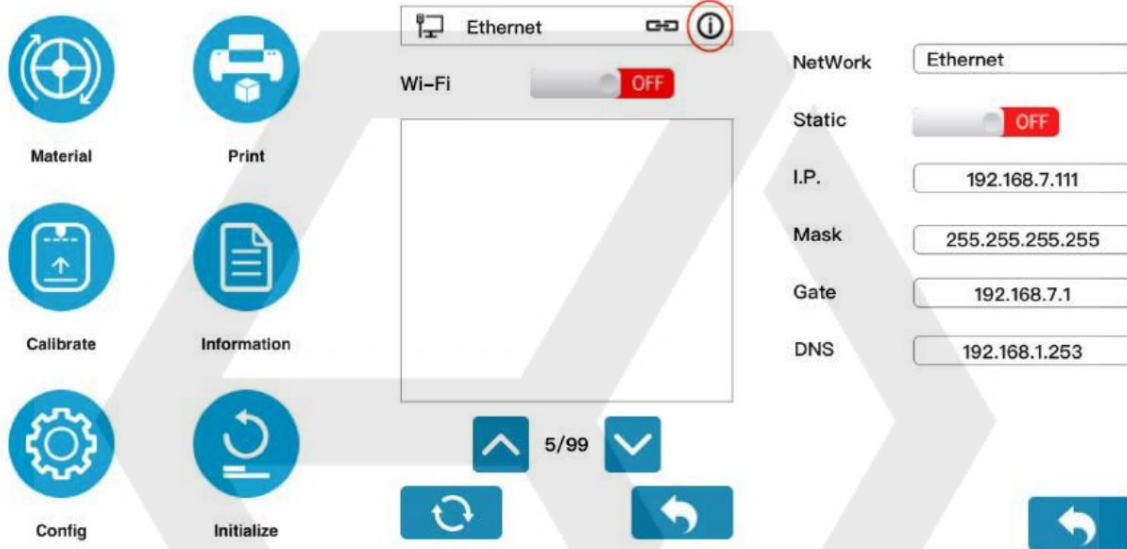 Material
Print
Calibrate
Information
Config
Initialize
Ethernet
Wi-Fi
OFF
5/99
NetWork
Ethernet
Static
OFF
I.P.
192.168.7.111
Mask
255.255.255.255
Gate
192.168.7.1
DNS
192.168.1.253